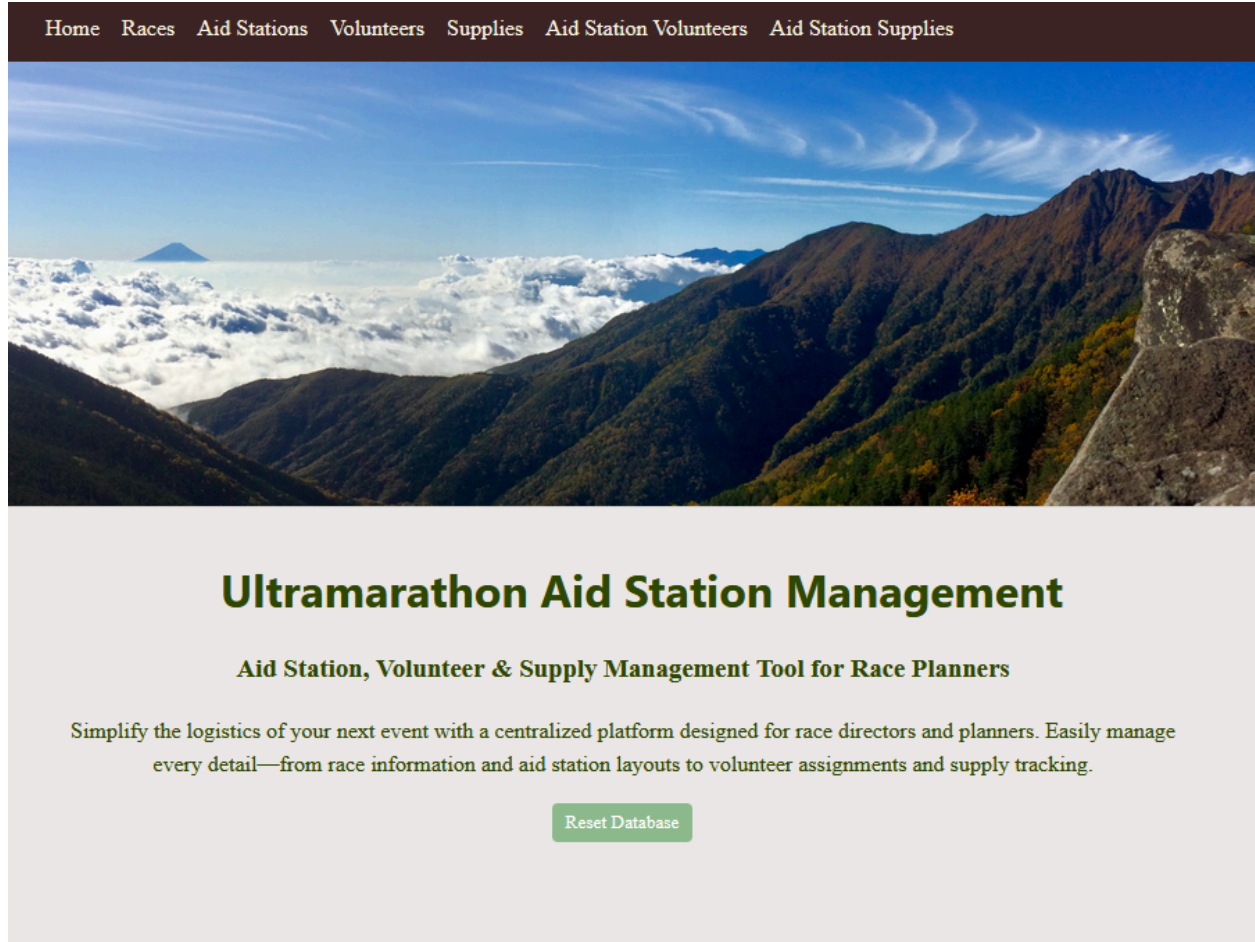 Home Races Aid Stations Volunteers Supplies Aid Station Volunteers Aid Station Supplies
Ultramarathon Aid Station Management
Aid Station, Volunteer & Supply Management Tool for Race Planners
Simplify the logistics of your next event with a centralized platform designed for race directors and planners. Easily manage
every detail—from race information and aid station layouts to volunteer assignments and supply tracking.
Reset Database